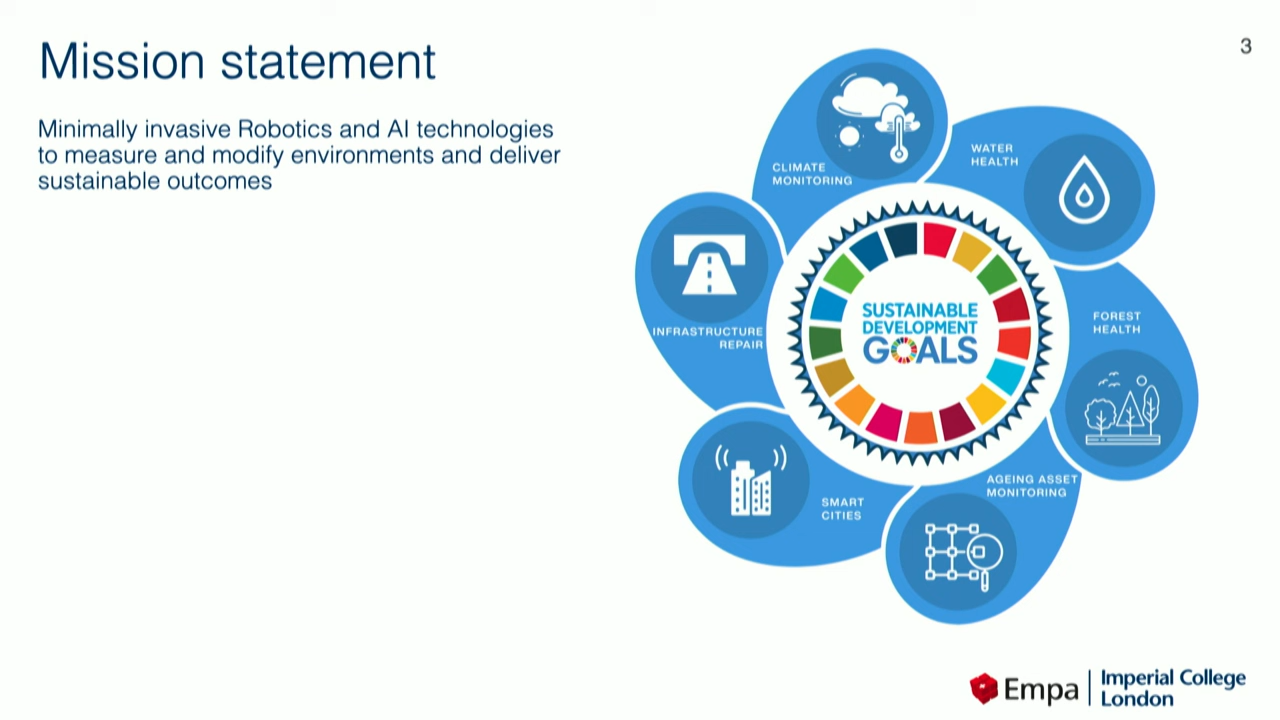 Mission statement
3
Minimally invasive Robotics and AI technologies
to measure and modify environments and deliver
sustainable outcomes
CLIMATE
MONITORING
WATER
HEALTH
FOREST
HEALTH
AGEING ASSET
MONITORING
SMART
CITIES
INFRASTRUCTURE
REPAIR
SUSTAINABLE
DEVELOPMENT
GOALS
Empa
Imperial College
London